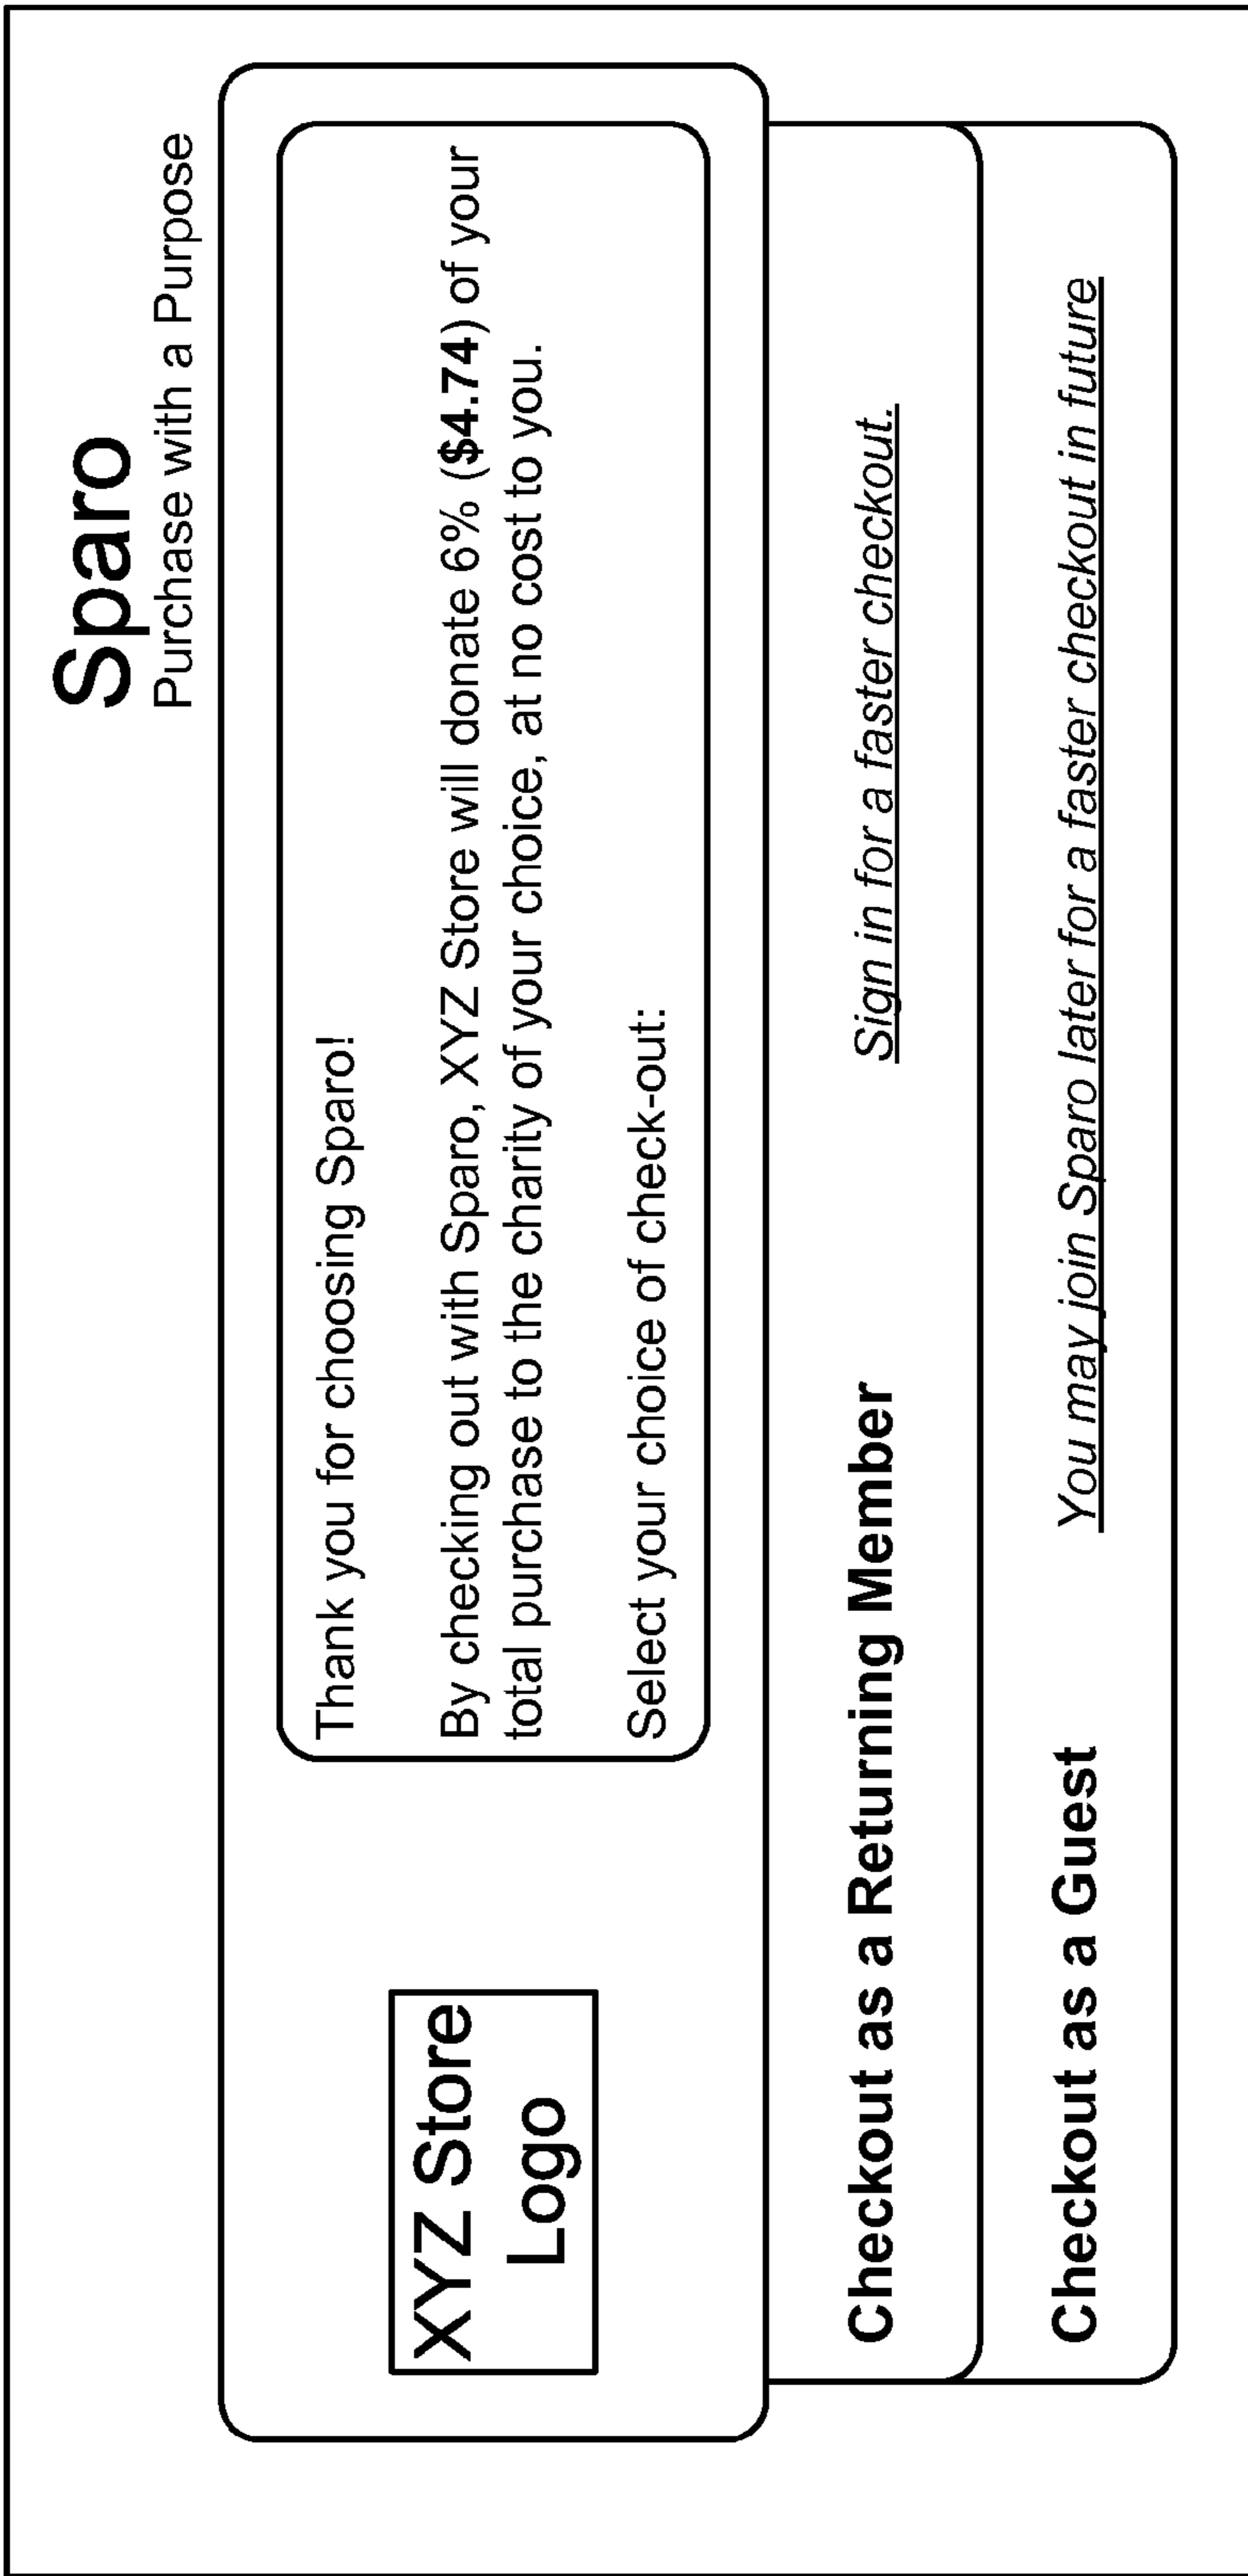 Sparo
Purchase with a Purpose
XYZ Store
Logo
Thank you for choosing Sparo!
By checking out with Sparo, XYZ Store will donate 6% ($4.74) of your
total purchase to the charity of your choice, at no cost to you.
Select your choice of check-out:
Checkout as a Returning Member
Sign in for a faster checkout.
Checkout as a Guest
You may join Sparo later for a faster checkout in future